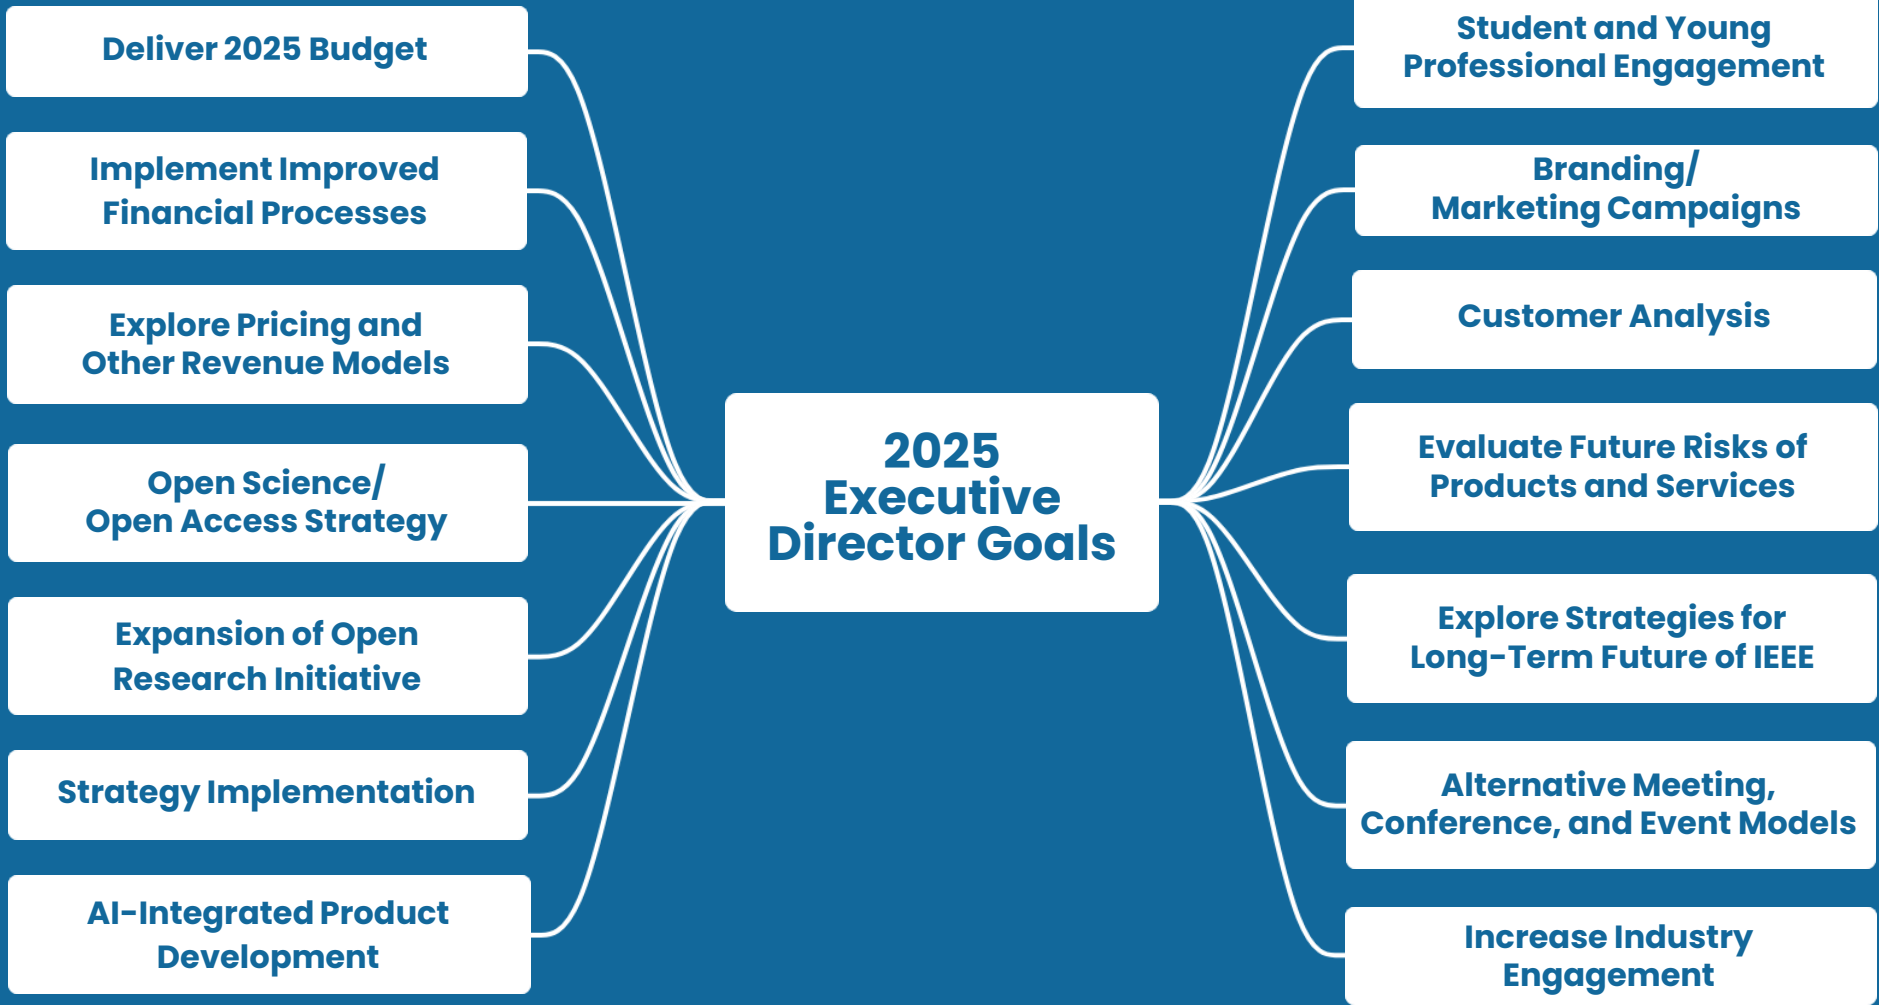 Deliver 2025 Budget
Implement Improved
Financial Processes
Explore Pricing and
Other Revenue Models
Open Science/
Open Access Strategy
Expansion of Open
Research Initiative
Strategy Implementation
AI-Integrated Product
Development
2025
Executive
Director Goals
Student and Young
Professional Engagement
Branding/
Marketing Campaigns
Customer Analysis
Evaluate Future Risks of
Products and Services
Explore Strategies for
Long-Term Future of IEEE
Alternative Meeting,
Conference, and Event Models
Increase Industry
Engagement